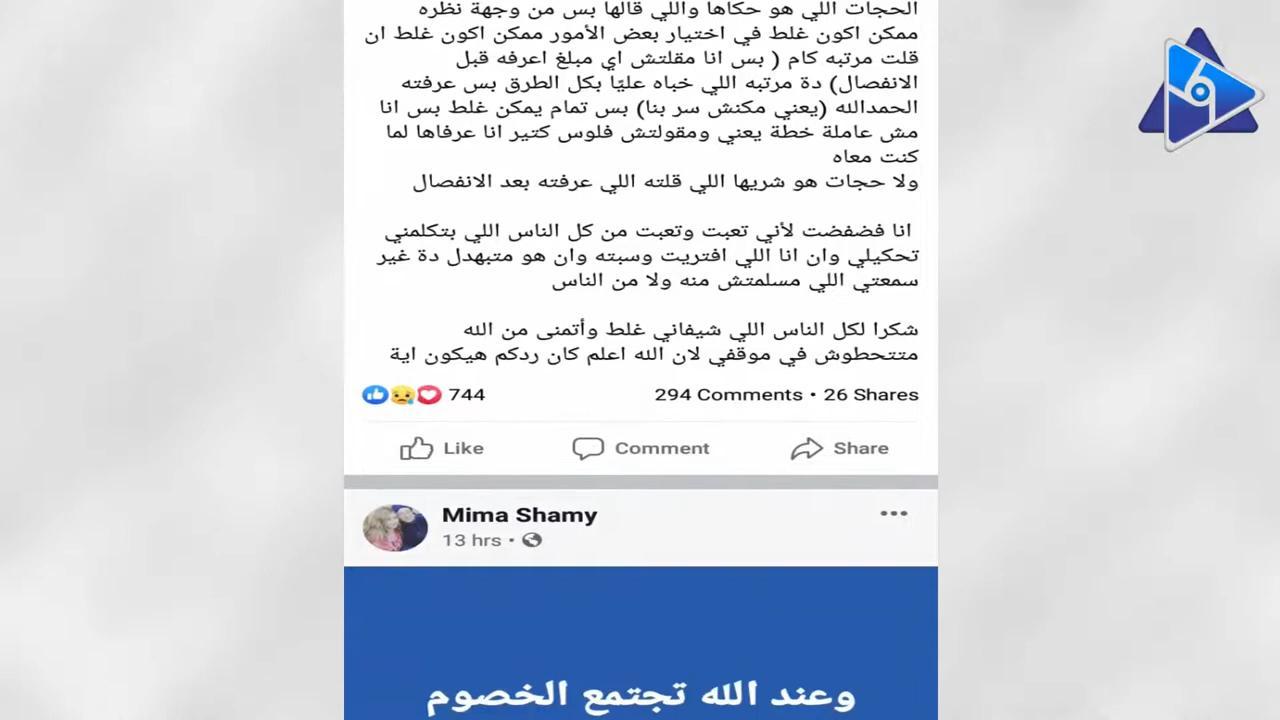 الحجات اللي هو حكاها واللي قالها بس من وجهة نظره
ممكن اكون غلط في اختيار بعض الأمور ممكن اكون غلط ان
قلت مرتبه كام ( بس انا مقلتش اي مبلغ اعرفه قبل
الانفصال) دة مرتبه اللي خباه عليّا بكل الطرق بس عرفته
الحمدالله (يعني مكنش سر بنا) بس تمام يمكن غلط بس انا
مش عاملة خطة يعني ومقولتش فلوس كتير انا عرفاها لما
كنت معاه
ولا حجات هو شريها اللي قلته اللي عرفته بعد الانفصال
انا فضفضت لأني تعبت وتعبت من كل الناس اللي بتكلمني
تحكيلي وان انا اللي افتريت وسبته وان هو متبهدل دة غير
سمعتي اللي مسلمتش منه ولا من الناس
شكرا لكل الناس اللي شيفاني غلط وأتمنى من الله
متتحطوش في موقفي لان الله اعلم كان ردكم هيكون اية
744
294 Comments • 26 Shares
Like Comment Share
Mima Shamy
13 hrs •
وعند الله تجتمع الخصوم